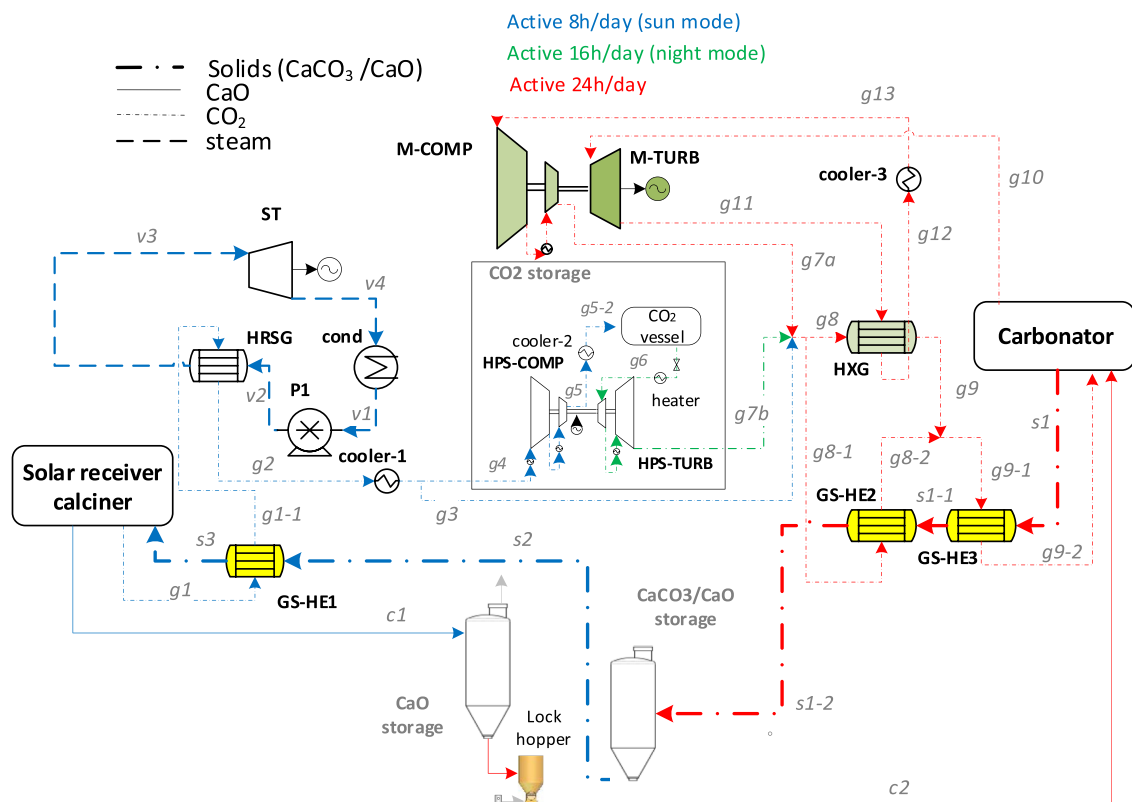 Active 8h/day (sun mode)
Active 16h/day (night mode)
Active 24h/day
Solids (CaCO3 /CaO)
CaO
CO2
steam
g13
M-COMP
M-TURB
cooler-3
g10
g11
g12
ST
v3
v4
CO2 storage
g7a
g5-2
CO2
vessel
Carbonator
g8
HRSG
cond
cooler-2
HPS-COMP
g6
HXG
P1
v2
v1
g5
heater
g7b
g9
s1
cooler-1
g2
g4
HPS-TURB
g8-1
g8-2
g9-1
Solar receiver
calciner
g3
GS-HE2
s1-1
g1-1
s3
s2
GS-HE3
g9-2
g1
GS-HE1
CaCO3/CaO
storage
c1
CaO
storage
s1-2
Lock
hopper
c2